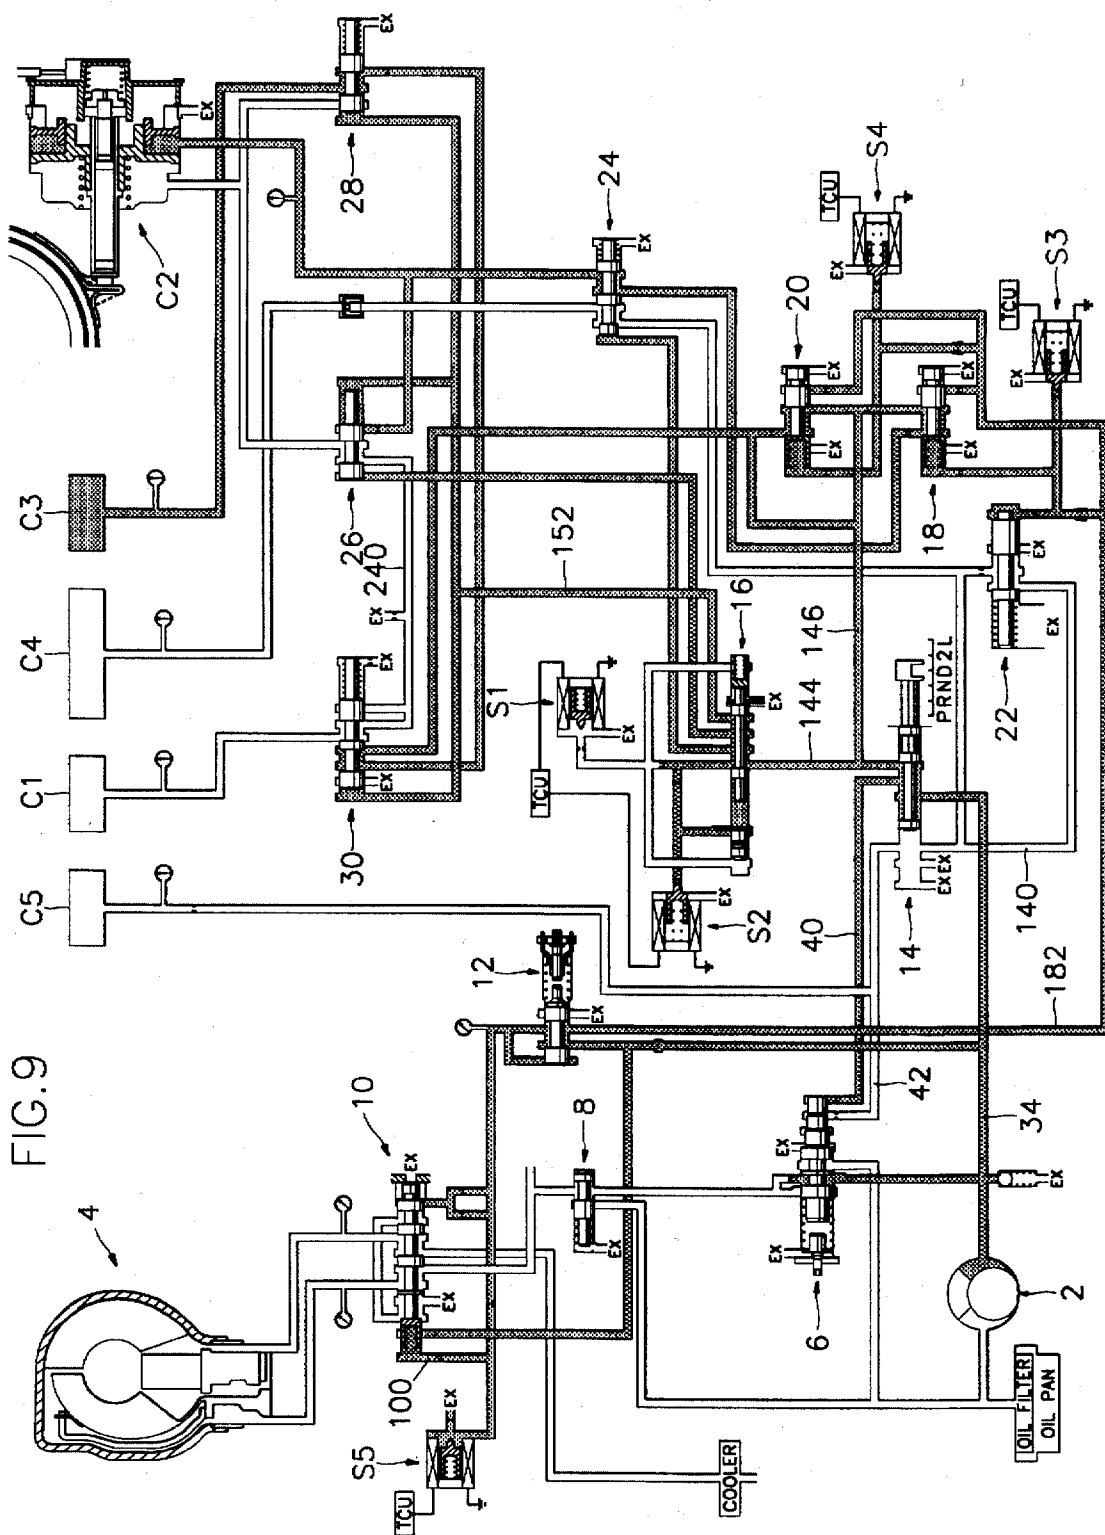 FIG.9
4
10
8
12
6
2
S5
100
TCU
EX
EX
EX
EX
EX
EX
EX
EX
COOLER
OIL FILTER
OIL PAN
34
42
40
182
140
14
EX
EX
EX
PRND2L
144
146
22
EX
EX
C5
C1
C4
C3
C2
30
EX
EX
EX
240
26
152
28
EX
EX
24
EX
S1
EX
TCU
S2
EX
16
EX
20
EX
EX
18
EX
EX
S4
TCU
EX
S3
TCU
EX